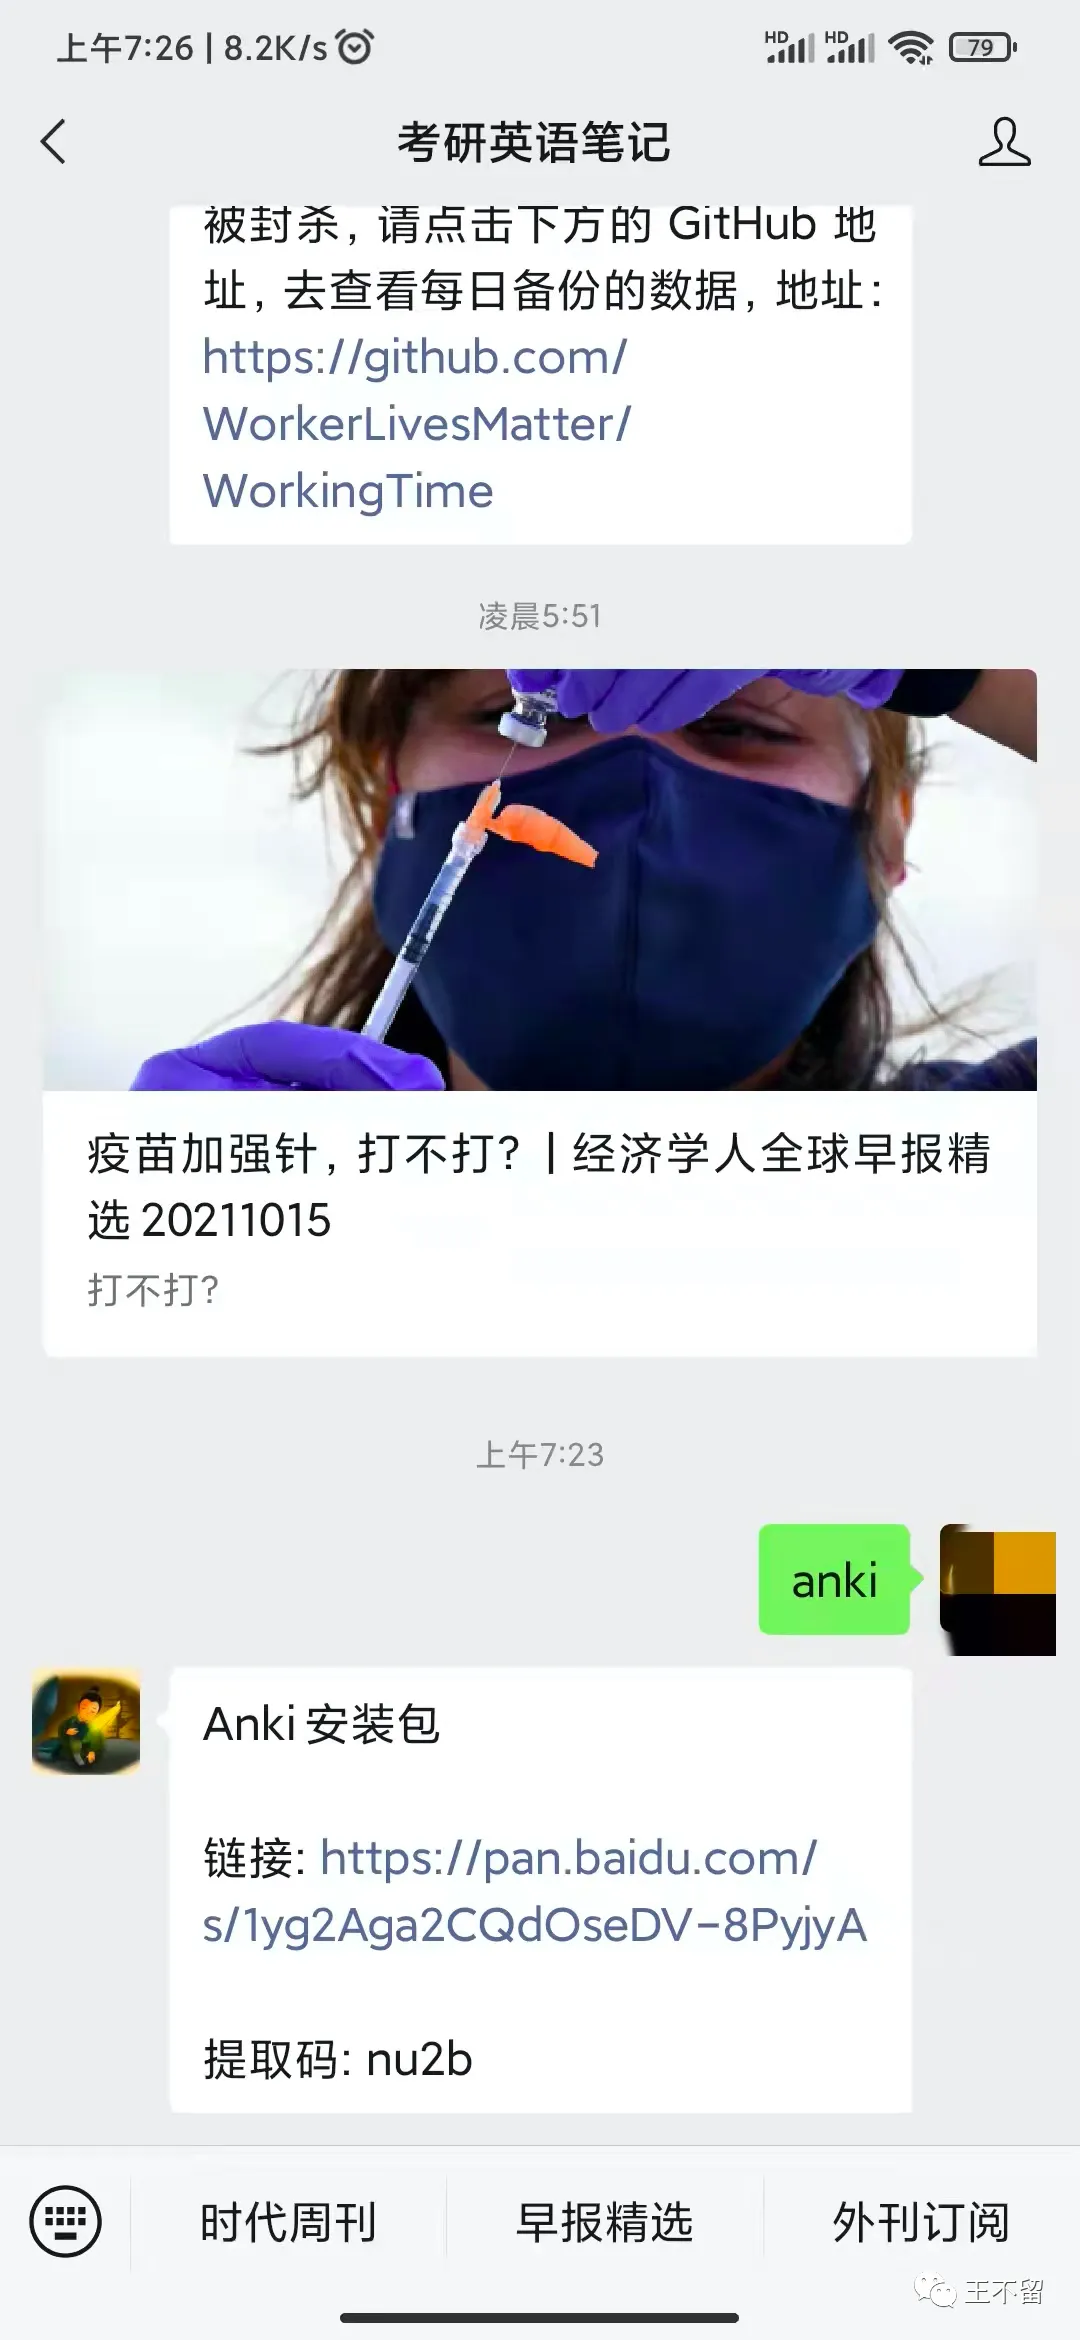 上午7:26 | 8.2K/s
HD HD 79
考研英语笔记
被封杀，请点击下方的 GitHub 地
址，去查看每日备份的数据，地址：
https://github.com/
WorkerLivesMatter/
WorkingTime
凌晨5:51
疫苗加强针，打不打？| 经济学人全球早报精
选 20211015
打不打？
上午7:23
anki
Anki 安装包
链接: https://pan.baidu.com/
s/1yg2Aga2CQdOseDV-8PyjyA
提取码: nu2b
时代周刊 早报精选 外刊订阅
王不留